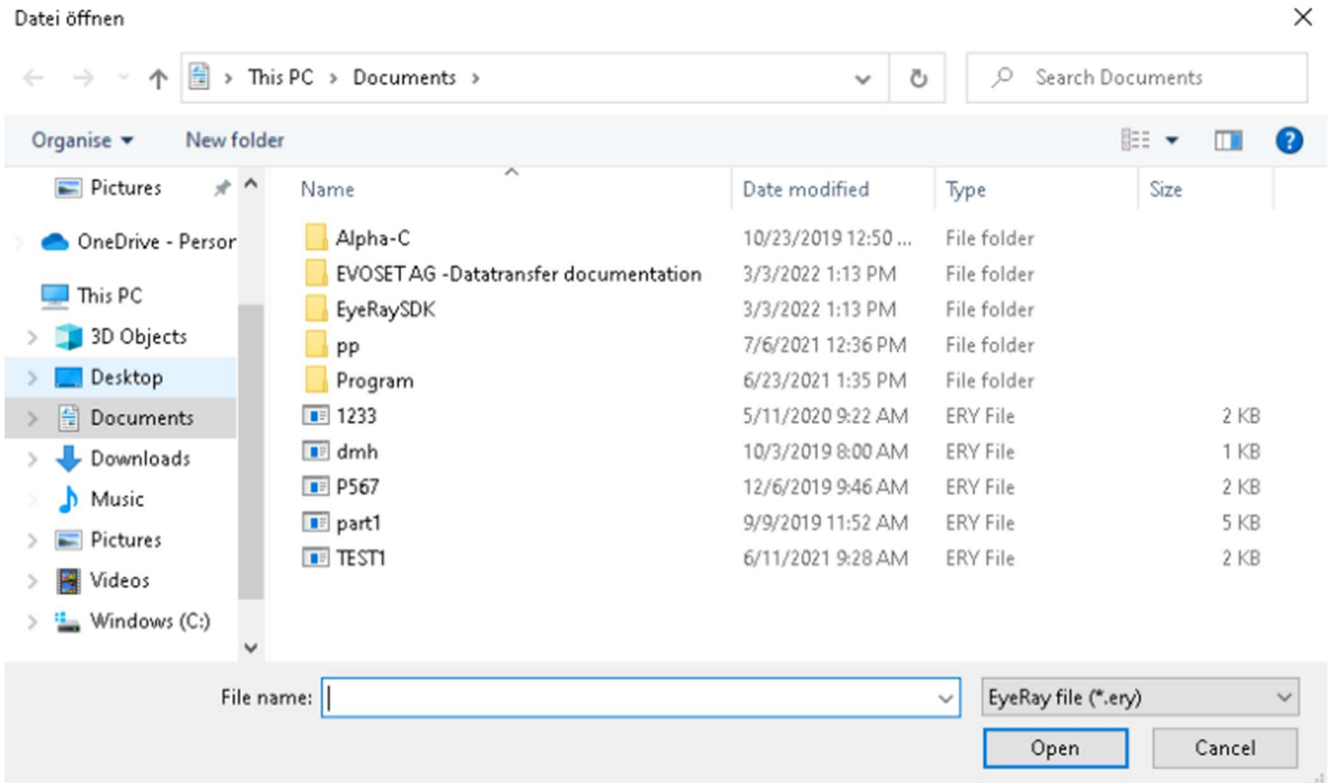 Datei öffnen
This PC > Documents >
Search Documents
Organise New folder
Pictures
OneDrive - Person
This PC
3D Objects
Desktop
Documents
Downloads
Music
Pictures
Videos
Windows (C:)
Name Date modified Type Size
Alpha-C 10/23/2019 12:50 ... File folder
EVOSET AG -Datatransfer documentation 3/3/2022 1:13 PM File folder
EyeRaySDK 3/3/2022 1:13 PM File folder
pp 7/6/2021 12:36 PM File folder
Program 6/23/2021 1:35 PM File folder
1233 5/11/2020 9:22 AM ERY File 2 KB
dmh 10/3/2019 8:00 AM ERY File 1 KB
P567 12/6/2019 9:46 AM ERY File 2 KB
part1 9/9/2019 11:52 AM ERY File 5 KB
TEST1 6/11/2021 9:28 AM ERY File 2 KB
File name:
EyeRay file (*.ery)
Open Cancel